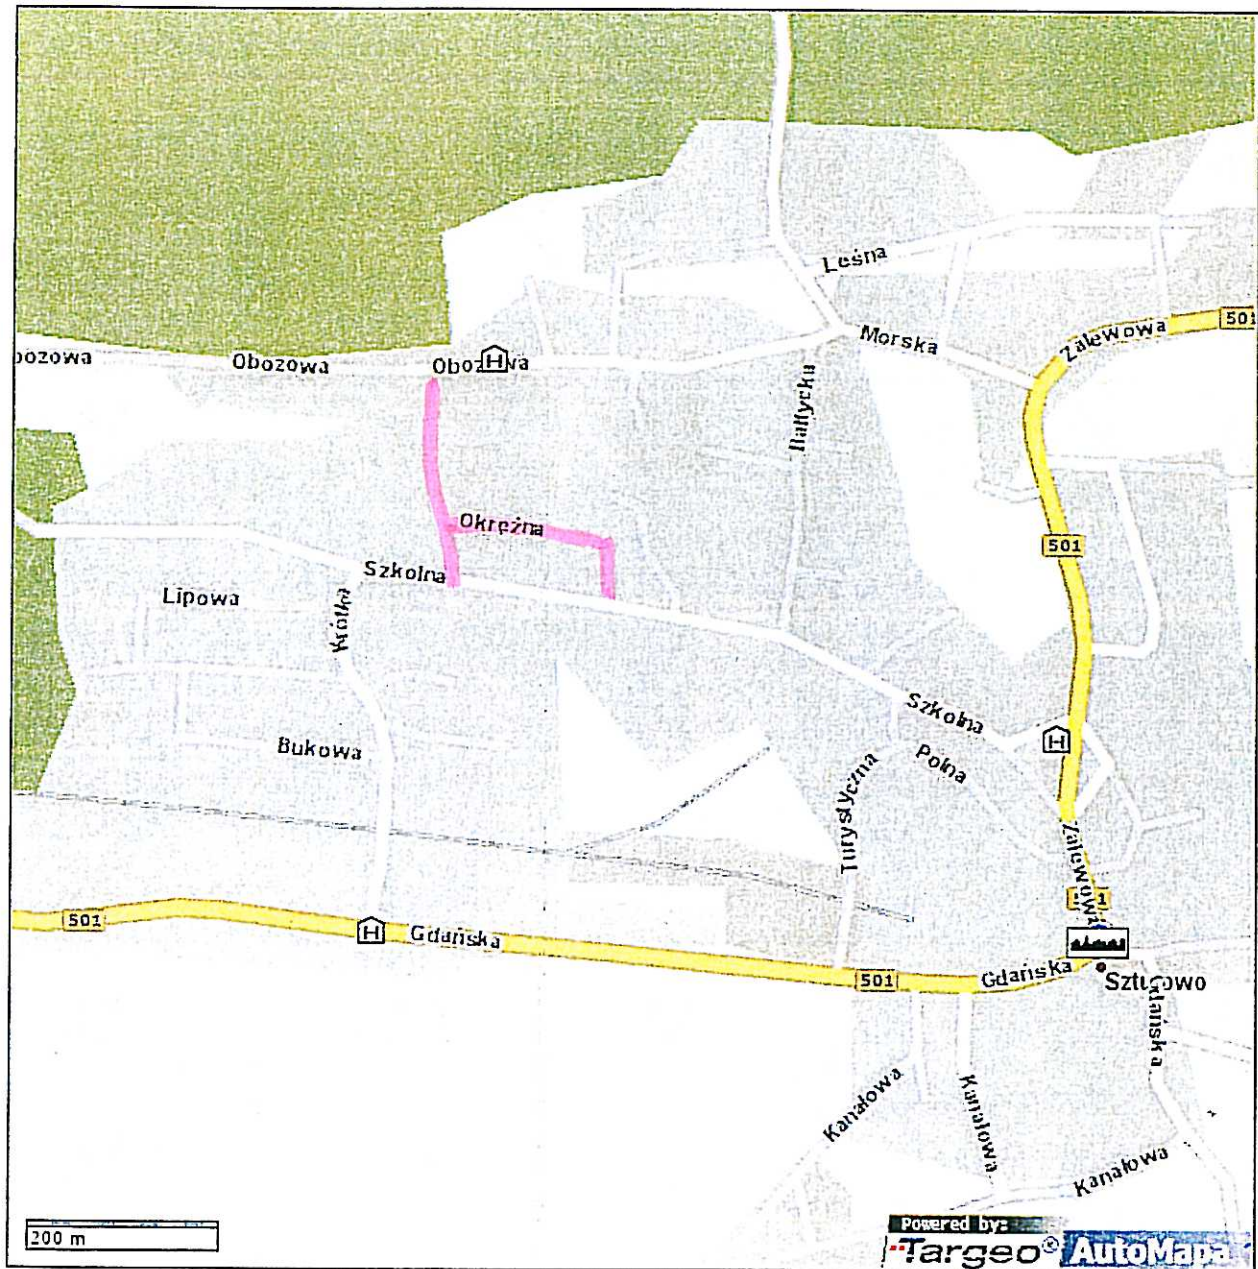 Leśna
Morska
Zalewowa
501
bozowa
Obozowa
Obozowa
H
Okrężna
501
Szkolna
Lipowa
Krótka
Szkolna
H
Bukowa
Polna
Turystyczna
Zalewowa
501
H
Gdańska
501
Gdańska
Sztutowo
Gdańska
Kanałowa
Kanałowa
Kanałowa
200 m
Powered by:
Targeo® AutoMapa